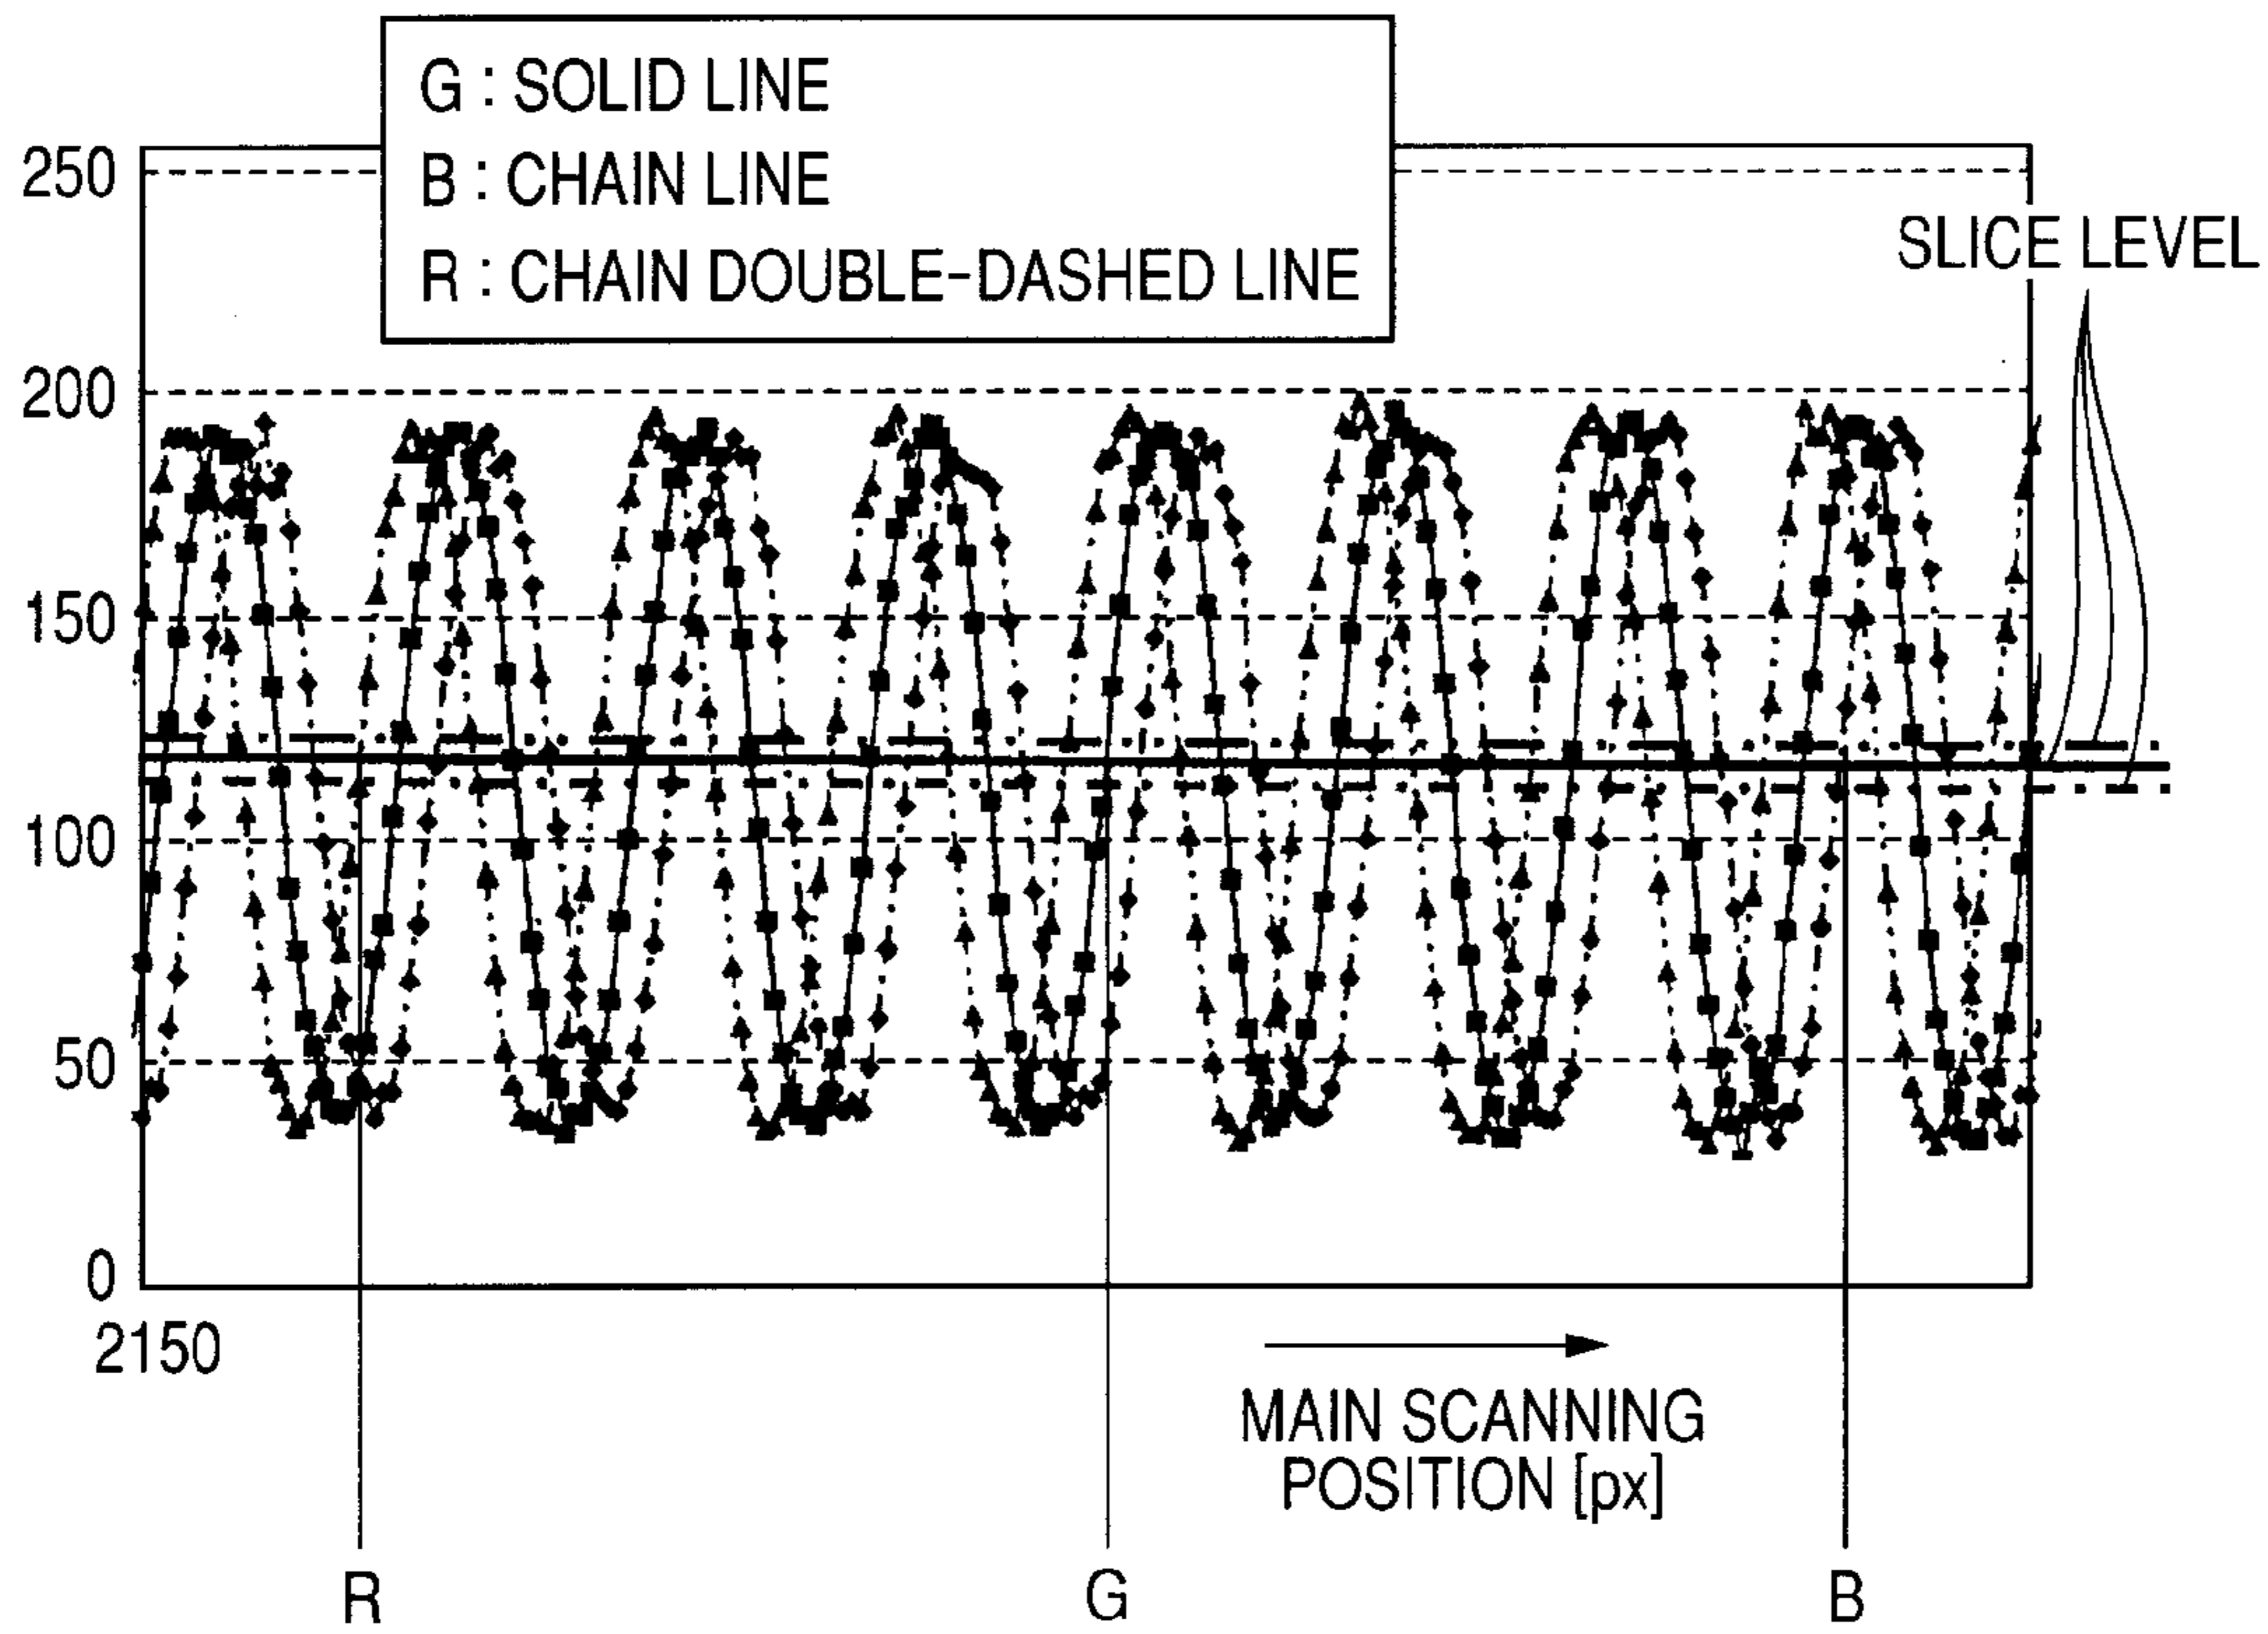 G : SOLID LINE
B : CHAIN LINE
R : CHAIN DOUBLE-DASHED LINE
250
SLICE LEVEL
200
150
100
50
0
2150
MAIN SCANNING
POSITION [px]
R
G
B